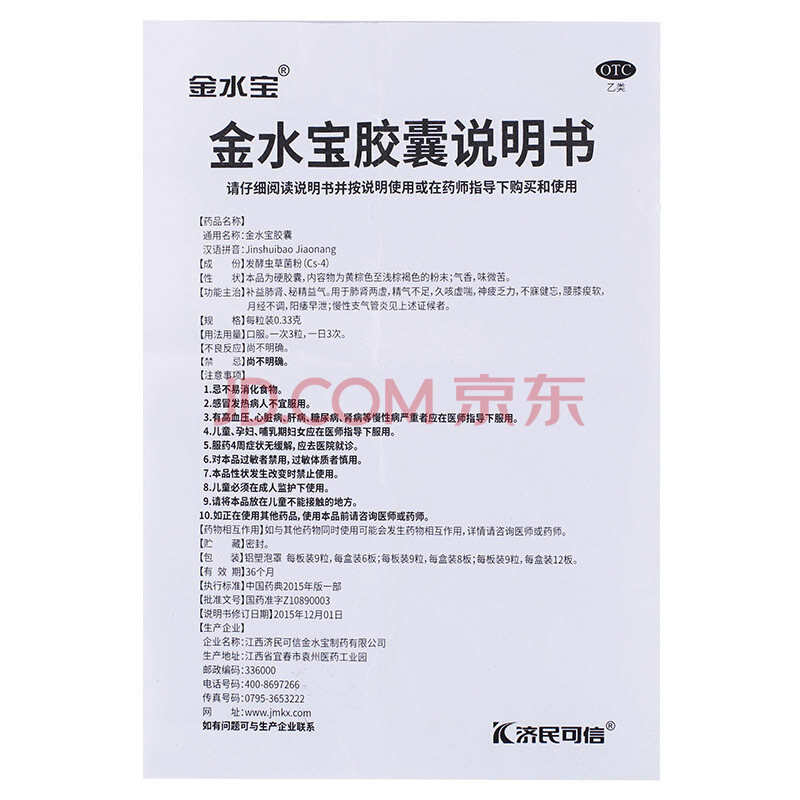 金水宝®
OTC
乙类
金水宝胶囊说明书
请仔细阅读说明书并按说明使用或在药师指导下购买和使用
【药品名称】
通用名称:金水宝胶囊
汉语拼音:Jinshuibao Jiaonang
【成 份】发酵虫草菌粉(Cs-4)
【性 状】本品为硬胶囊,内容物为黄棕色至浅棕褐色的粉末;气香,味微苦。
【功能主治】补益肺肾、秘精益气。用于肺肾两虚,精气不足,久咳虚喘,神疲乏力,不寐健忘,腰膝痠软,
月经不调,阳痿早泄;慢性支气管炎见上述证候者。
【规 格】每粒装0.33克
【用法用量】口服。一次3粒,一日3次。
【不良反应】尚不明确。
【禁 忌】尚不明确。
【注意事项】
1.忌不易消化食物。
2.感冒发热病人不宜服用。
3.有高血压、心脏病、肝病、糖尿病、肾病等慢性病严重者应在医师指导下服用。
4.儿童、孕妇、哺乳期妇女应在医师指导下服用。
5.服药4周症状无缓解,应去医院就诊。
6.对本品过敏者禁用,过敏体质者慎用。
7.本品性状发生改变时禁止使用。
8.儿童必须在成人监护下使用。
9.请将本品放在儿童不能接触的地方。
10.如正在使用其他药品,使用本品前请咨询医师或药师。
【药物相互作用】如与其他药物同时使用可能会发生药物相互作用,详情请咨询医师或药师。
【贮 藏】密封。
【包 装】铝塑泡罩 每板装9粒,每盒装6板;每板装9粒,每盒装8板;每板装9粒,每盒装12板。
【有 效 期】36个月
【执行标准】中国药典2015年版一部
【批准文号】国药准字Z10890003
【说明书修订日期】2015年12月01日
【生产企业】
企业名称:江西济民可信金水宝制药有限公司
生产地址:江西省宜春市袁州医药工业园
邮政编码:336000
电话号码:400-8697266
传真号码:0795-3653222
网 址:www.jmkx.com
如有问题可与生产企业联系
济民可信®
JD.COM 京东